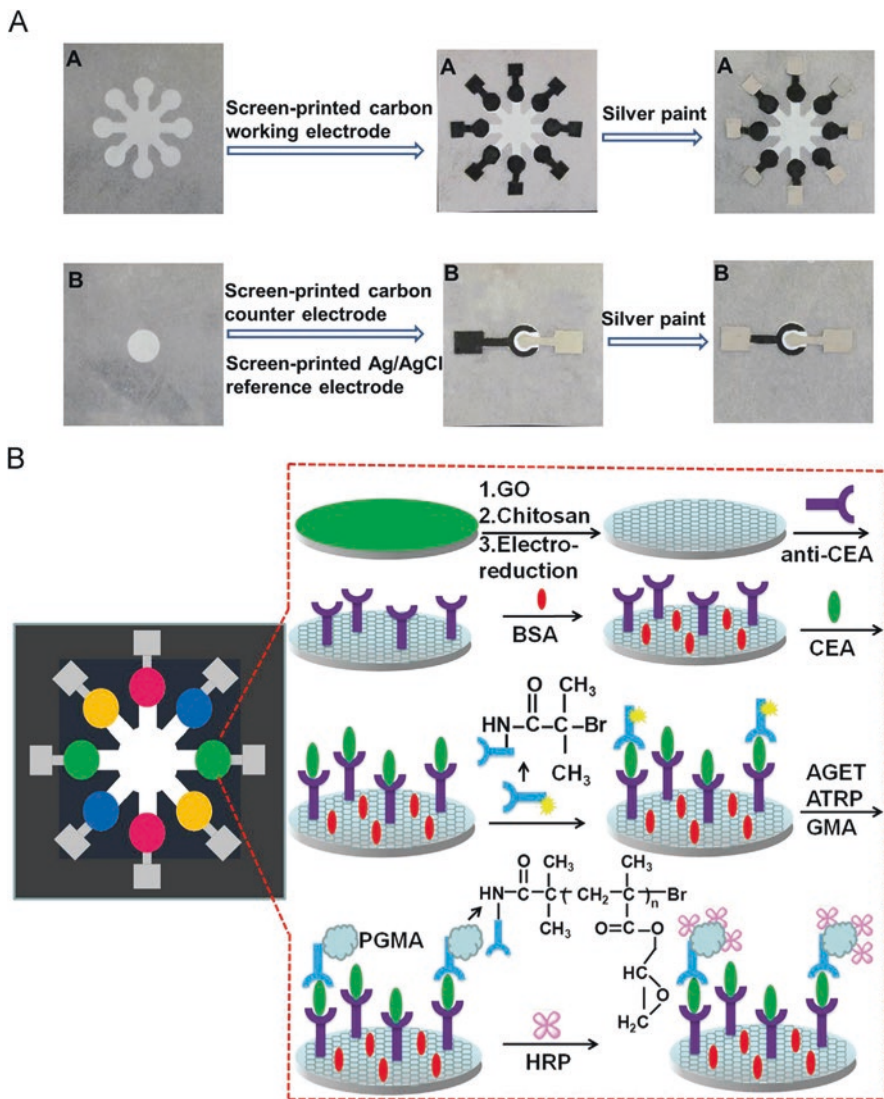 A
A
Screen-printed carbon
working electrode
A
Silver paint
A
B
Screen-printed carbon
counter electrode
Screen-printed Ag/AgCl
reference electrode
B
Silver paint
B
B
1.GO
2.Chitosan
3.Electro-
reduction
anti-CEA
BSA
CEA
O
CH₃
HN
Br
CH₃
AGET
ATRP
GMA
PGMA
O
CH₃
CH₃
HN
( CH₂
)n
Br
CH₃
O
O
CH
O
H₂C
HRP